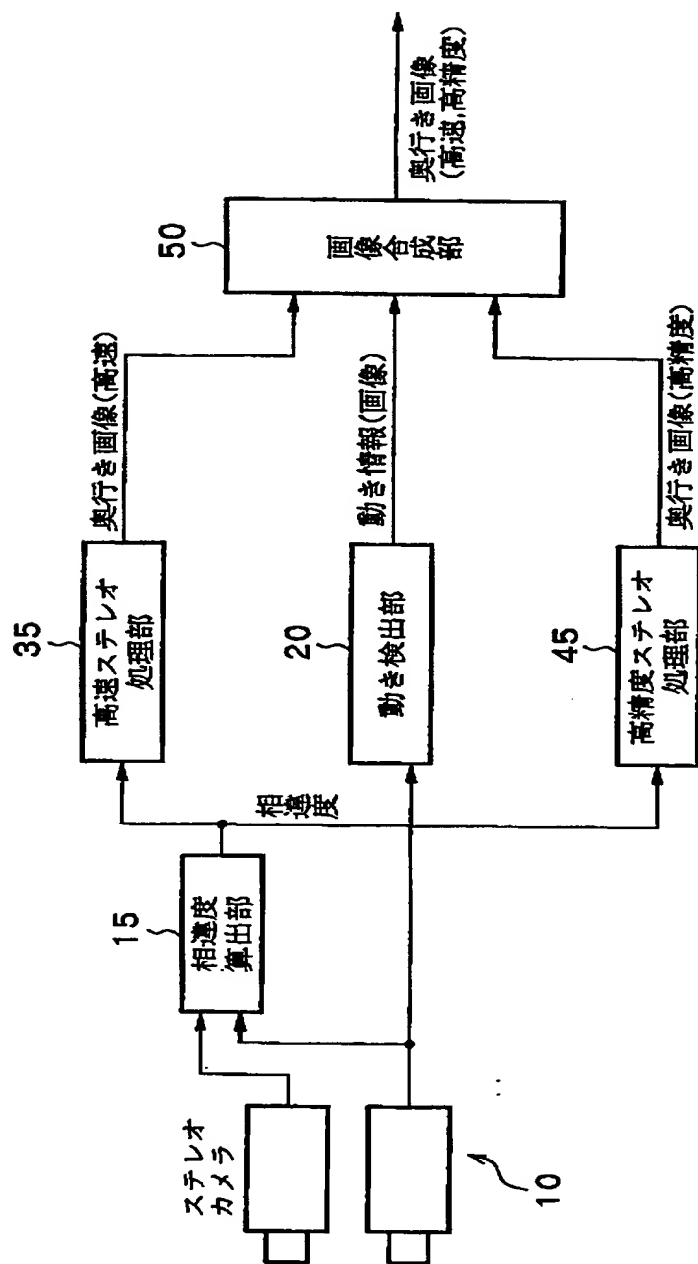 ステレオ
カメラ
10
15
相違度
算出部
相違度
35
高速ステレオ
処理部
奥行き画像(高速)
20
動き検出部
動き情報(画像)
45
高精度ステレオ
処理部
奥行き画像(高精度)
50
画像合成部
奥行き画像
(高速,高精度)